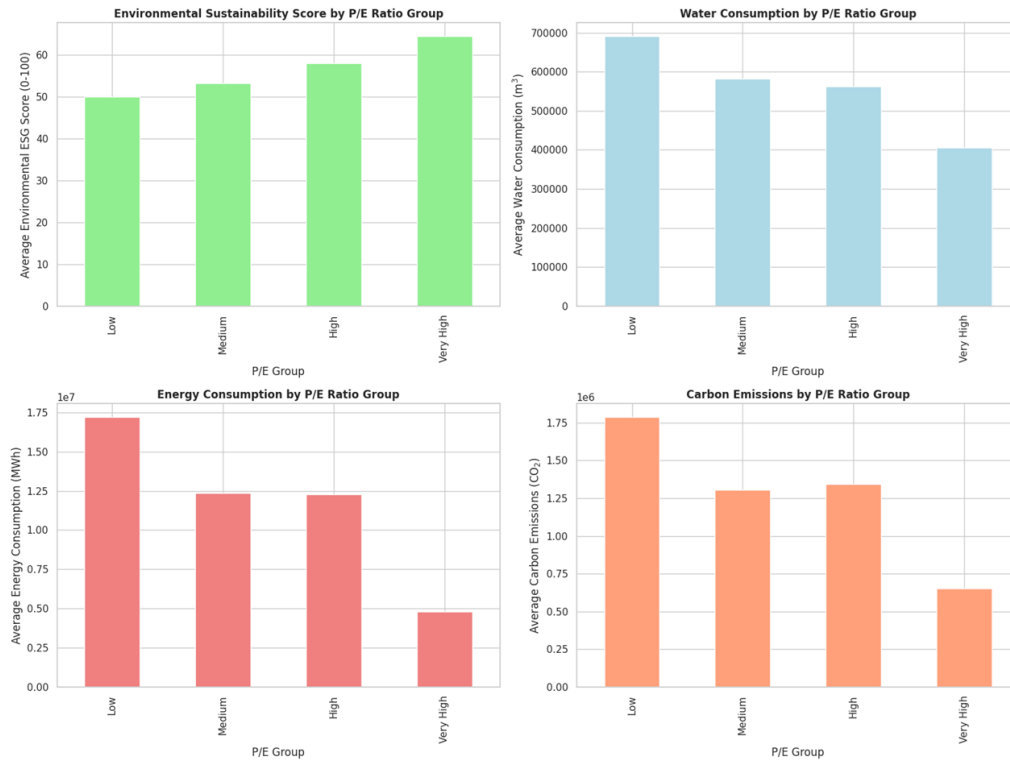 Environmental Sustainability Score by P/E Ratio Group
Average Environmental ESG Score (0-100)
60
50
40
30
20
10
0
Low
Medium
High
Very High
P/E Group
Water Consumption by P/E Ratio Group
Average Water Consumption (m³)
700000
600000
500000
400000
300000
200000
100000
0
Low
Medium
High
Very High
P/E Group
Energy Consumption by P/E Ratio Group
1e7
Average Energy Consumption (MWh)
1.75
1.50
1.25
1.00
0.75
0.50
0.25
0.00
Low
Medium
High
Very High
P/E Group
Carbon Emissions by P/E Ratio Group
1e6
Average Carbon Emissions (CO₂)
1.75
1.50
1.25
1.00
0.75
0.50
0.25
0.00
Low
Medium
High
Very High
P/E Group